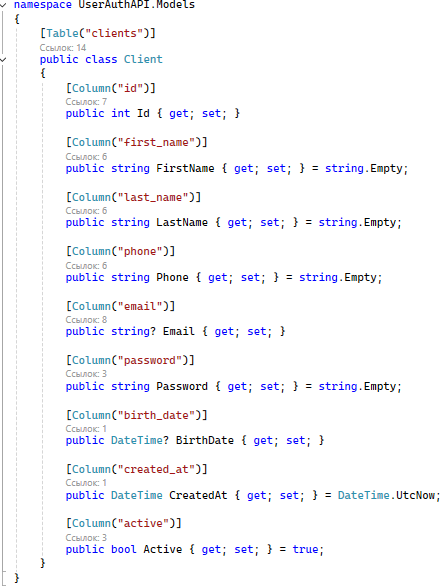 namespace UserAuthAPI.Models
{
[Table("clients")]
Ссылок: 14
public class Client
{
[Column("id")]
Ссылок: 7
public int Id { get; set; }
[Column("first_name")]
Ссылок: 6
public string FirstName { get; set; } = string.Empty;
[Column("last_name")]
Ссылок: 6
public string LastName { get; set; } = string.Empty;
[Column("phone")]
Ссылок: 6
public string Phone { get; set; } = string.Empty;
[Column("email")]
Ссылок: 8
public string? Email { get; set; }
[Column("password")]
Ссылок: 3
public string Password { get; set; } = string.Empty;
[Column("birth_date")]
Ссылок: 1
public DateTime? BirthDate { get; set; }
[Column("created_at")]
Ссылок: 1
public DateTime CreatedAt { get; set; } = DateTime.UtcNow;
[Column("active")]
Ссылок: 3
public bool Active { get; set; } = true;
}
}